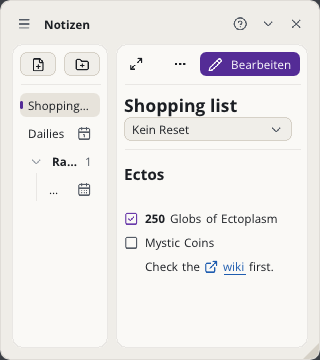 Notizen
Bearbeiten
Shopping...
Dailies
Ra... 1
...
Shopping list
Kein Reset
Ectos
250 Globs of Ectoplasm
Mystic Coins
Check the wiki first.